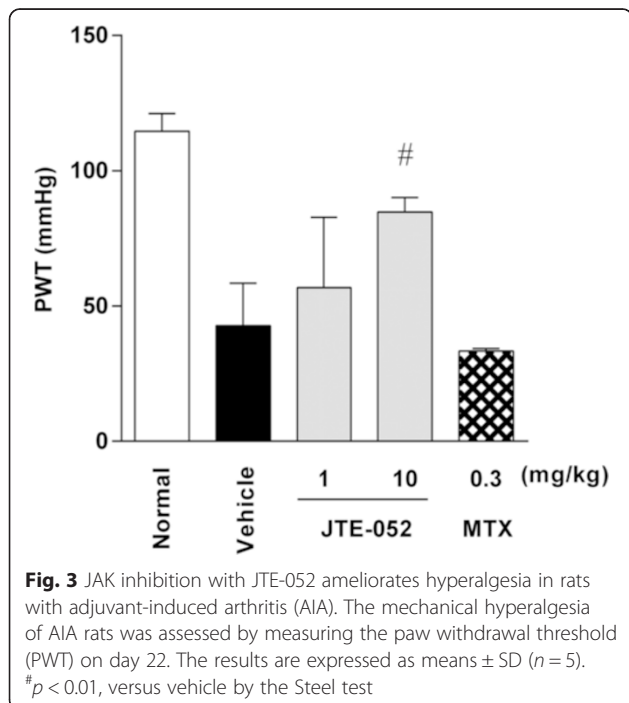 150
100
50
0
PWT (mmHg)
#
Normal
Vehicle
1 10 0.3 (mg/kg)
JTE-052 MTX
Fig. 3 JAK inhibition with JTE-052 ameliorates hyperalgesia in rats
with adjuvant-induced arthritis (AIA). The mechanical hyperalgesia
of AIA rats was assessed by measuring the paw withdrawal threshold
(PWT) on day 22. The results are expressed as means ± SD (n = 5).
#p < 0.01, versus vehicle by the Steel test